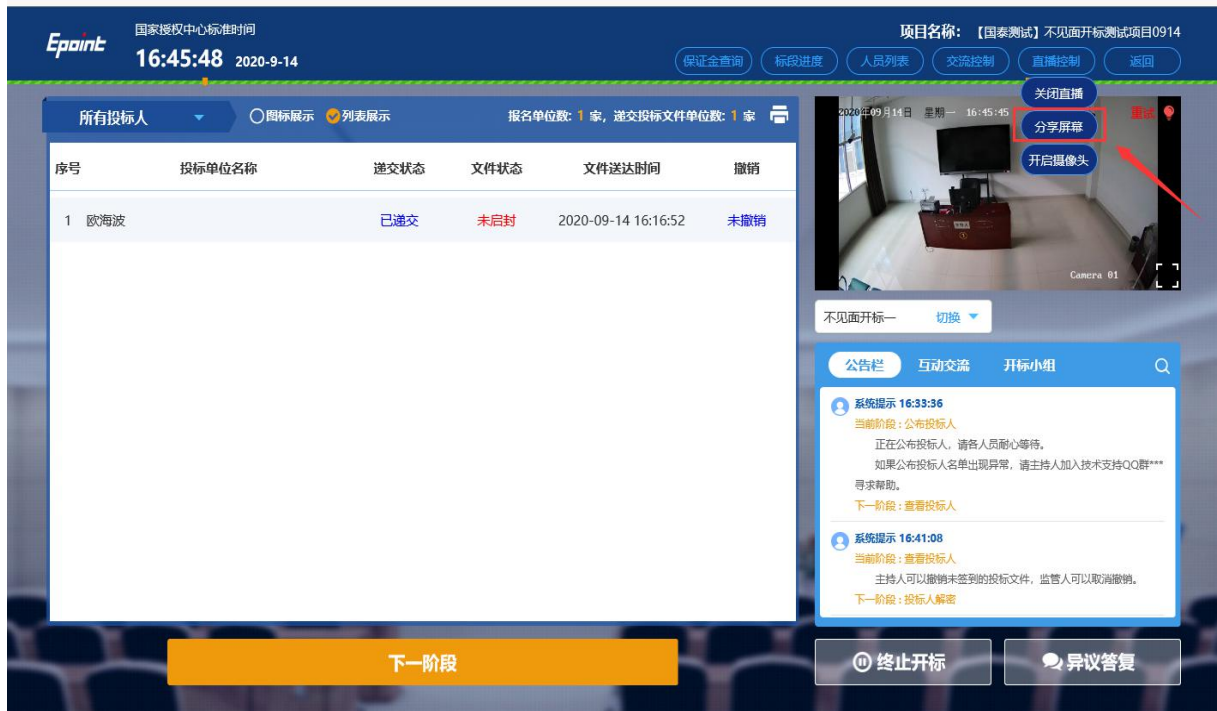 Epoint
国家授权中心标准时间
16:45:48 2020-9-14
项目名称： 【国泰测试】不见面开标测试项目0914
保证金查询 标段进度 人员列表 交流控制 直播控制 返回
关闭直播
分享屏幕
开启摄像头
所有投标人 图标展示 列表展示 报名单位数: 1 家，递交投标文件单位数: 1 家
2020年09月14日 星期一 16:45:45 重试
序号 投标单位名称 递交状态 文件状态 文件送达时间 撤销
1 欧海波 已递交 未启封 2020-09-14 16:16:52 未撤销
Camera 01
不见面开标一 切换
公告栏 互动交流 开标小组
系统提示 16:33:36
当前阶段 : 公布投标人
正在公布投标人，请各人员耐心等待。
如果公布投标人名单出现异常，请主持人加入技术支持QQ群***
寻求帮助。
下一阶段 : 查看投标人
系统提示 16:41:08
当前阶段 : 查看投标人
主持人可以撤销未签到的投标文件，监管人可以取消撤销。
下一阶段 : 投标人解密
下一阶段
终止开标 异议答复